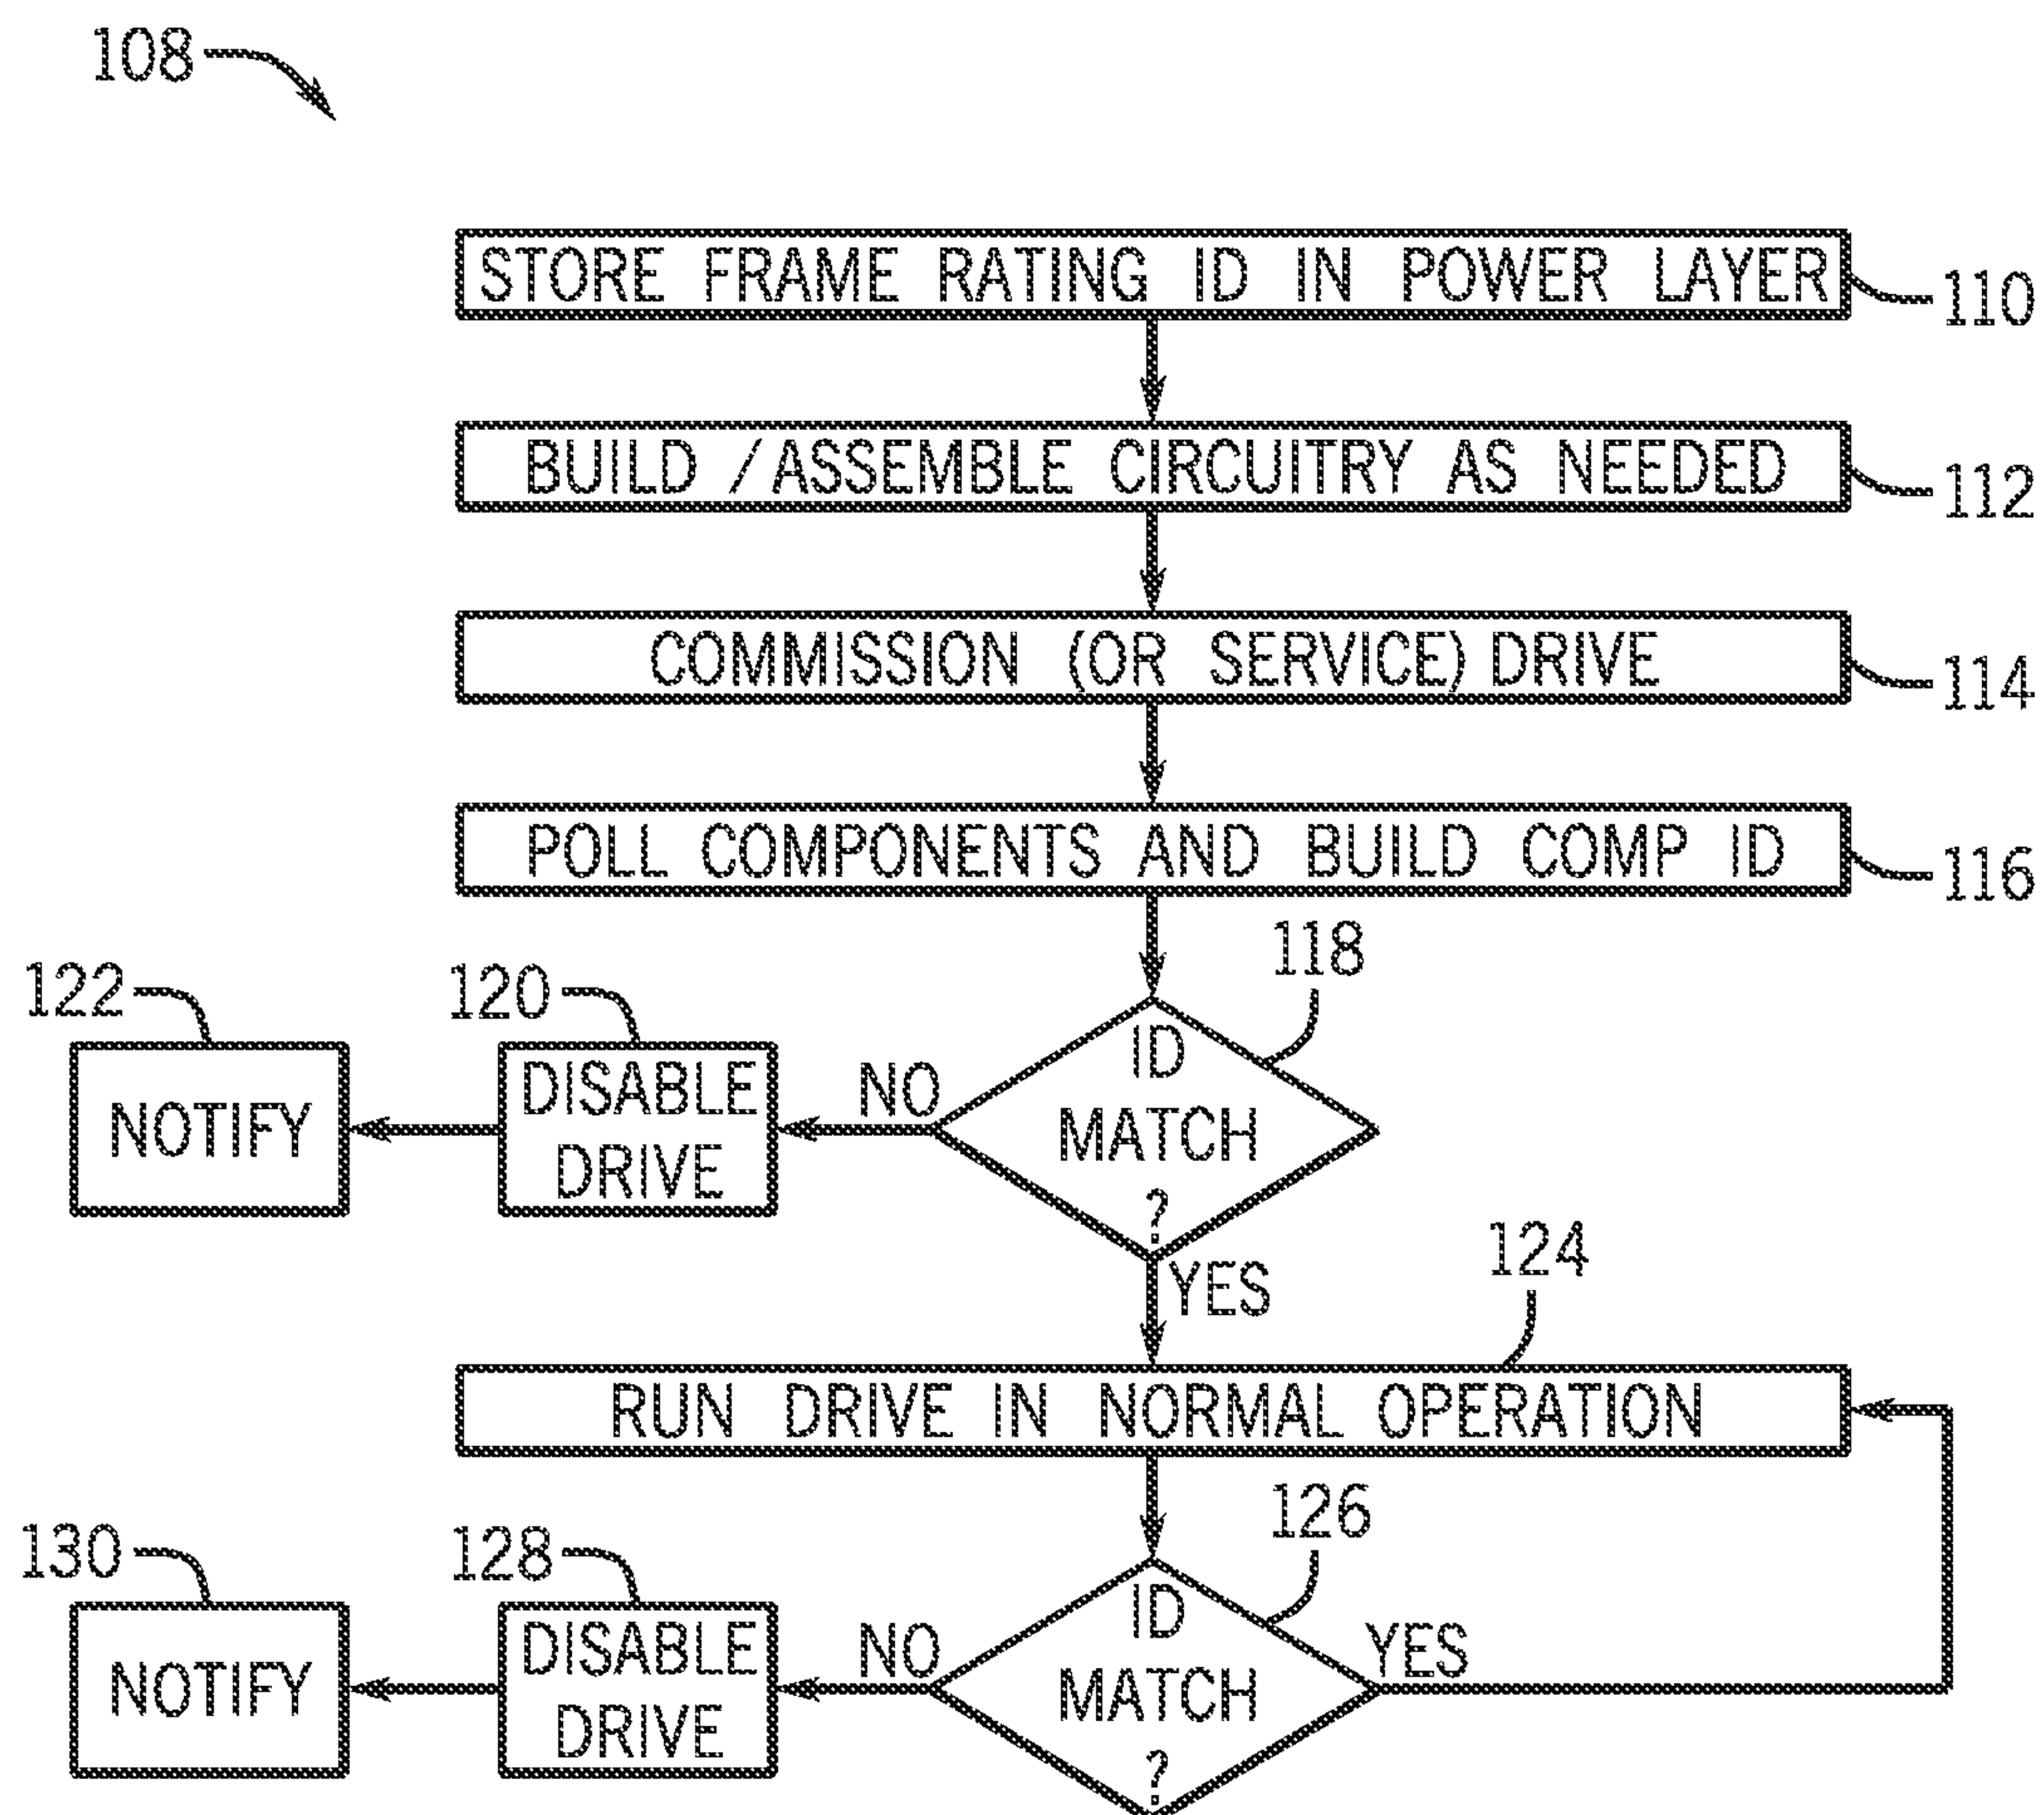 108
STORE FRAME RATING ID IN POWER LAYER
110
BUILD /ASSEMBLE CIRCUITRY AS NEEDED
112
COMMISSION (OR SERVICE) DRIVE
114
POLL COMPONENTS AND BUILD COMP ID
116
118
122
120
ID
MATCH
?
NO
DISABLE
DRIVE
NOTIFY
YES
124
RUN DRIVE IN NORMAL OPERATION
126
130
128
ID
MATCH
?
YES
NO
DISABLE
DRIVE
NOTIFY